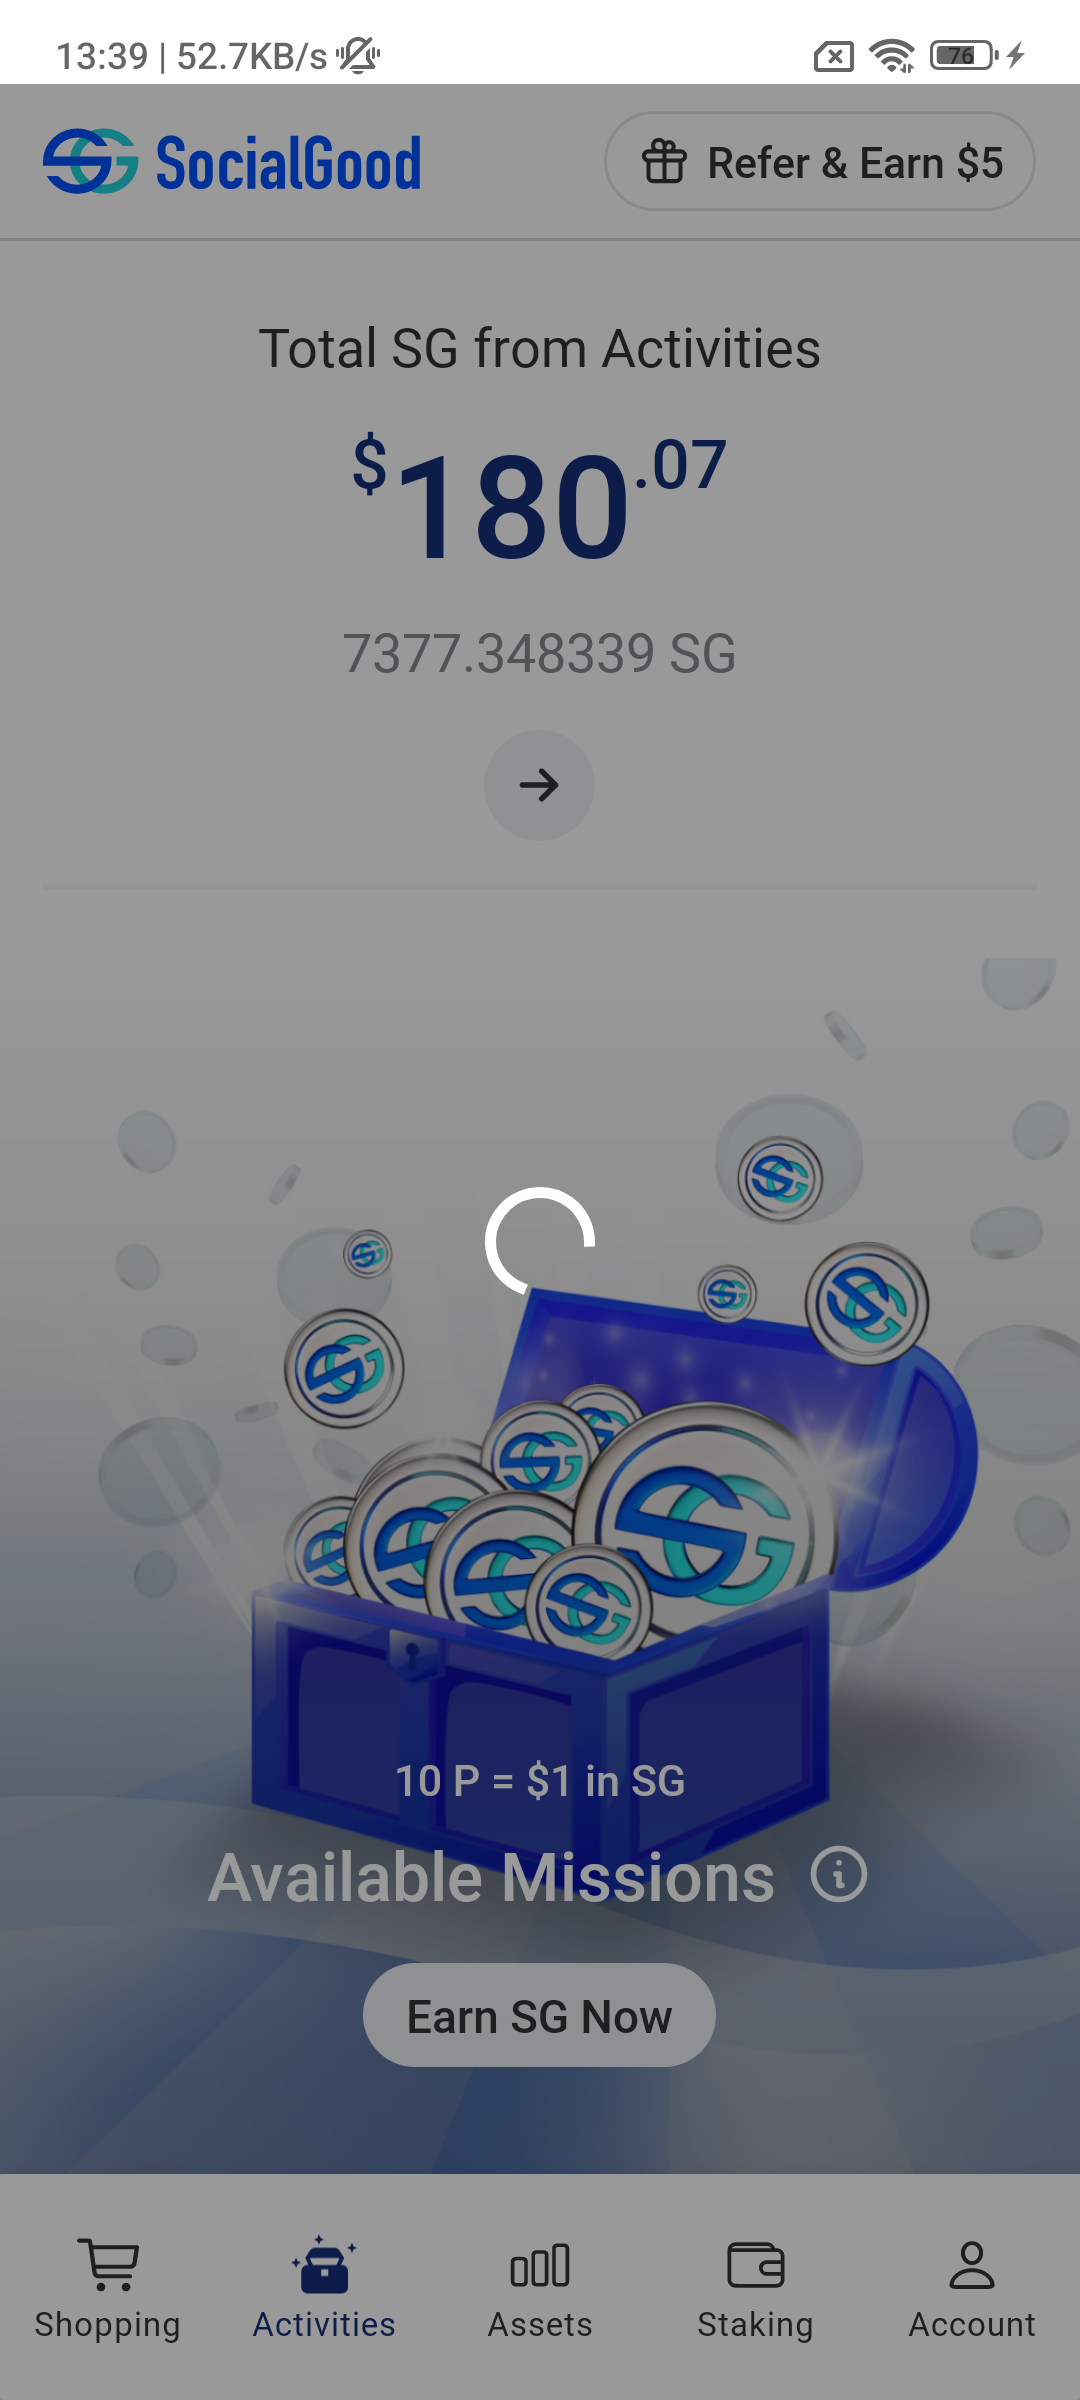 13:39 | 52.7KB/s
76
SocialGood
Refer & Earn $5
Total SG from Activities
$180.07
7377.348339 SG
10 P = $1 in SG
Available Missions
Earn SG Now
Shopping
Activities
Assets
Staking
Account